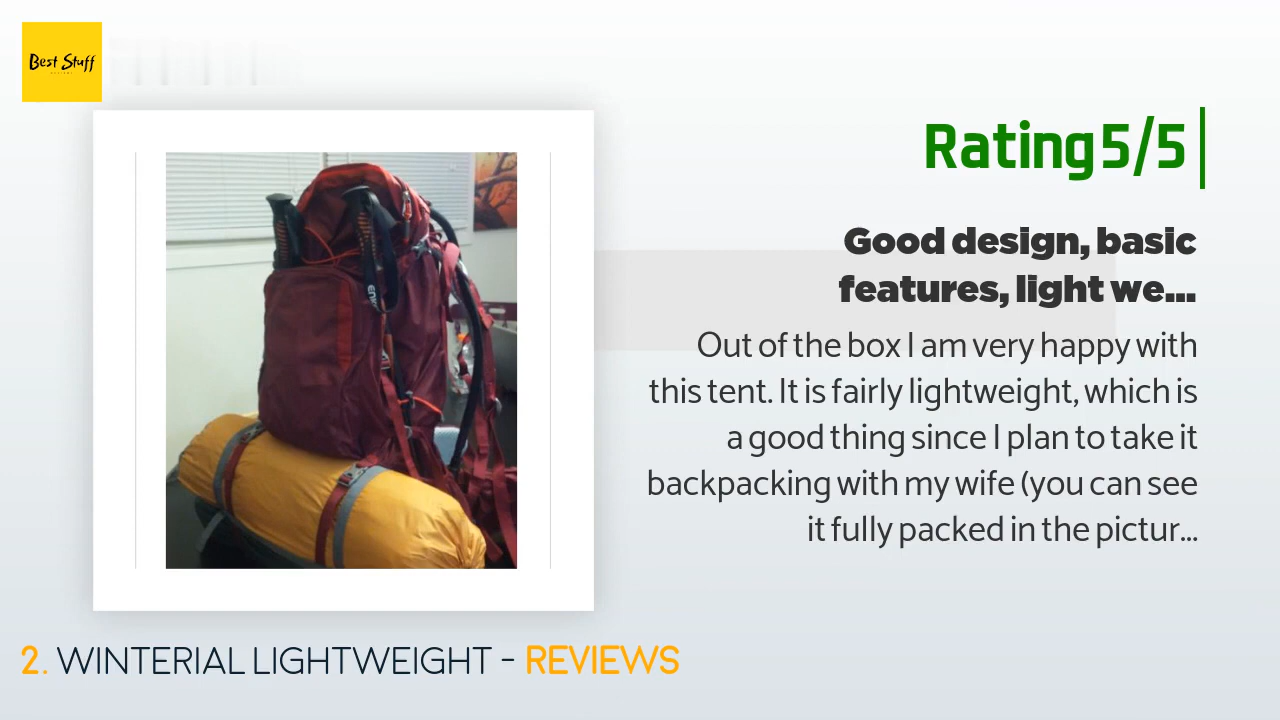 Best Stuff
Rating 5/5
Good design, basic
features, light we...
Out of the box I am very happy with
this tent. It is fairly lightweight, which is
a good thing since I plan to take it
backpacking with my wife (you can see
it fully packed in the pictur...
2. WINTERIAL LIGHTWEIGHT - REVIEWS